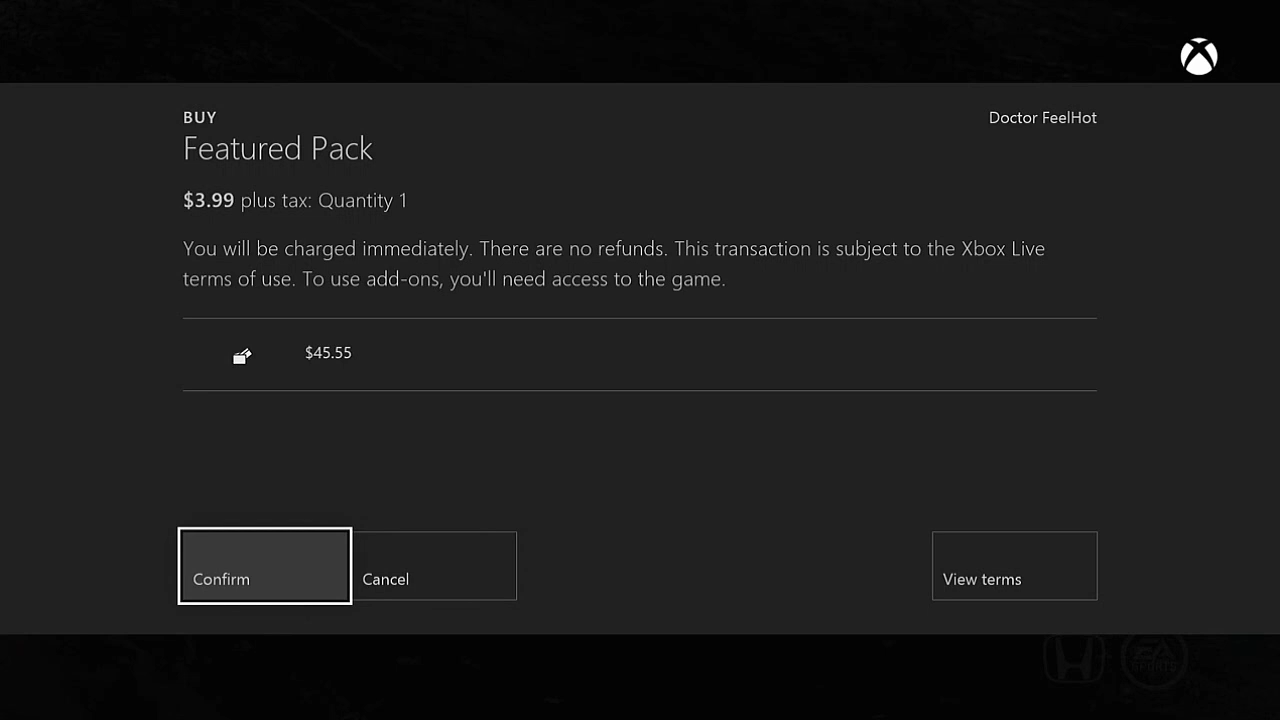 BUY
Doctor FeelHot
Featured Pack
$3.99 plus tax: Quantity 1
You will be charged immediately. There are no refunds. This transaction is subject to the Xbox Live
terms of use. To use add-ons, you'll need access to the game.
$45.55
Confirm
Cancel
View terms
EA
SPORTS